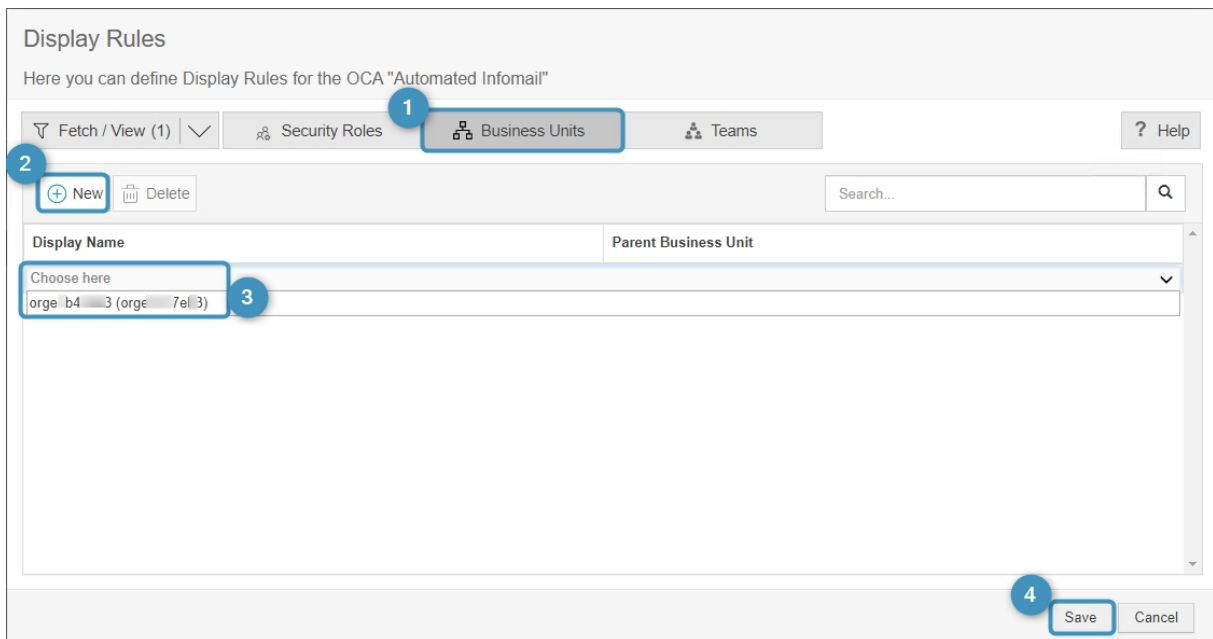 Display Rules
Here you can define Display Rules for the OCA "Automated Infomail"
1
Fetch / View (1) Security Roles Business Units Teams ? Help
2
New Delete Search...
Display Name Parent Business Unit
Choose here
3
4
Save Cancel